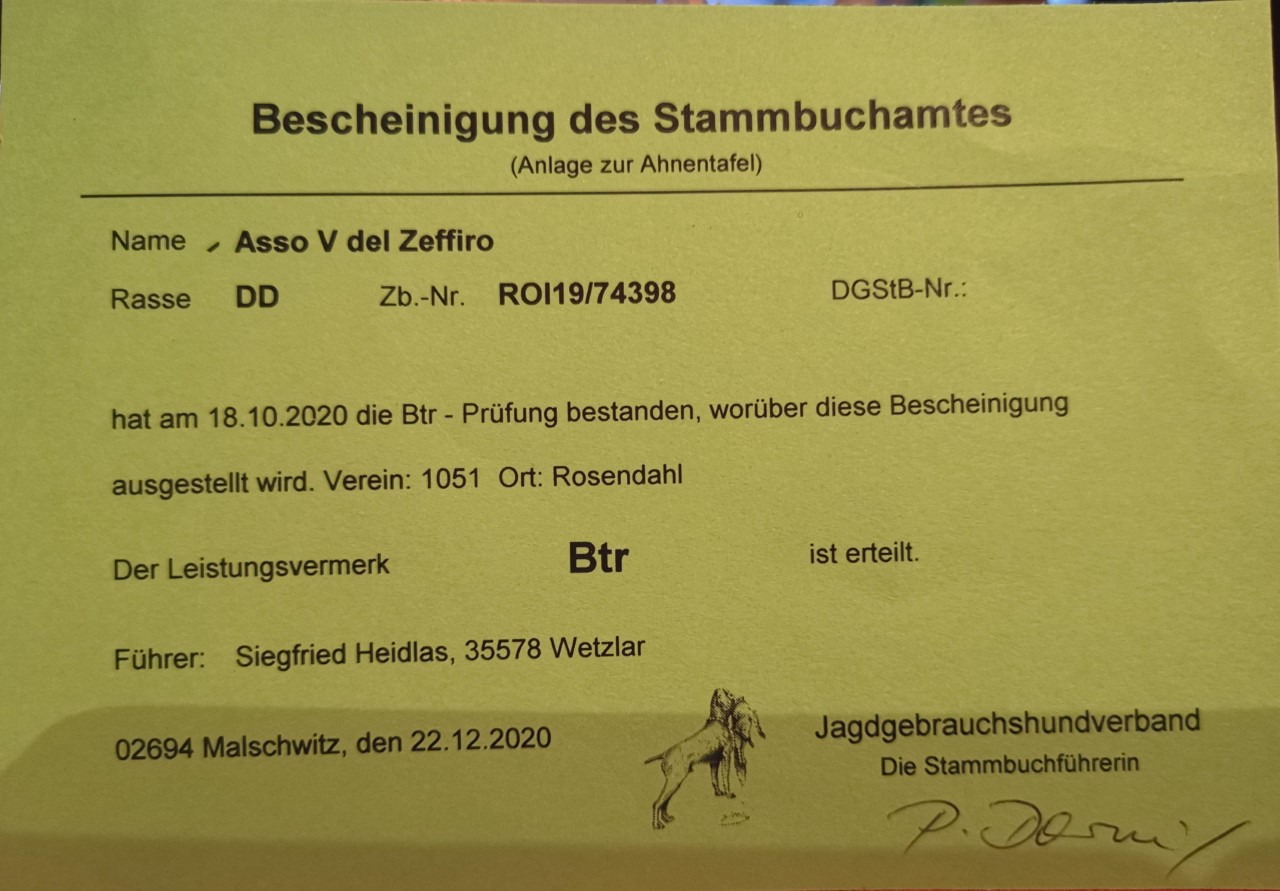 Bescheinigung des Stammbuchamtes
(Anlage zur Ahnentafel)
Name Asso V del Zeffiro
Rasse DD Zb.-Nr. ROI19/74398 DGStB-Nr.:
hat am 18.10.2020 die Btr - Prüfung bestanden, worüber diese Bescheinigung
ausgestellt wird. Verein: 1051 Ort: Rosendahl
Der Leistungsvermerk Btr ist erteilt.
Führer: Siegfried Heidlas, 35578 Wetzlar
02694 Malschwitz, den 22.12.2020
Jagdgebrauchshundverband
Die Stammbuchführerin
P.